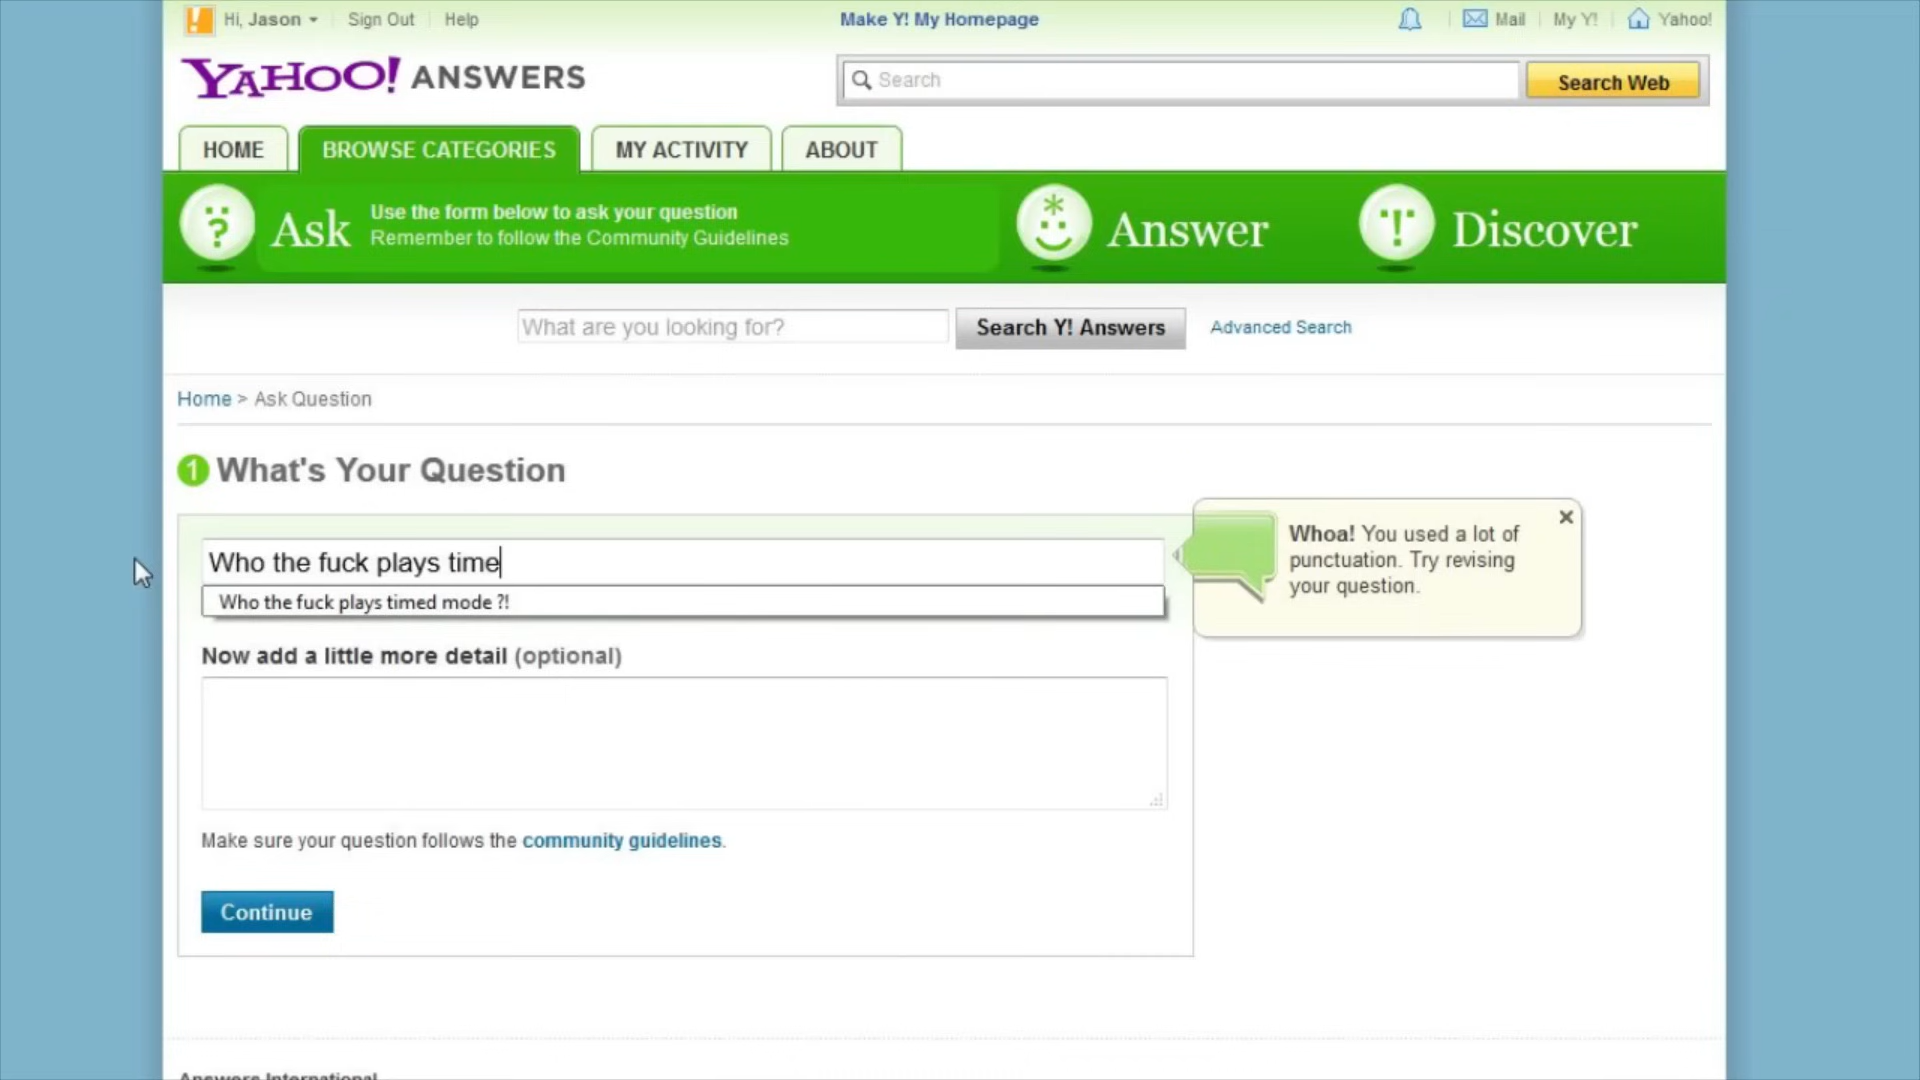 Hi, Jason
Sign Out
Help
Make Y! My Homepage
Mail
My Y!
Yahoo!
YAHOO! ANSWERS
Search
Search Web
HOME
BROWSE CATEGORIES
MY ACTIVITY
ABOUT
Ask
Use the form below to ask your question
Remember to follow the Community Guidelines
Answer
Discover
What are you looking for?
Search Y! Answers
Advanced Search
Home > Ask Question
1 What's Your Question
Who the fuck plays time
Who the fuck plays timed mode ?!
Whoa! You used a lot of
punctuation. Try revising
your question.
Now add a little more detail (optional)
Make sure your question follows the community guidelines.
Continue
Answers International